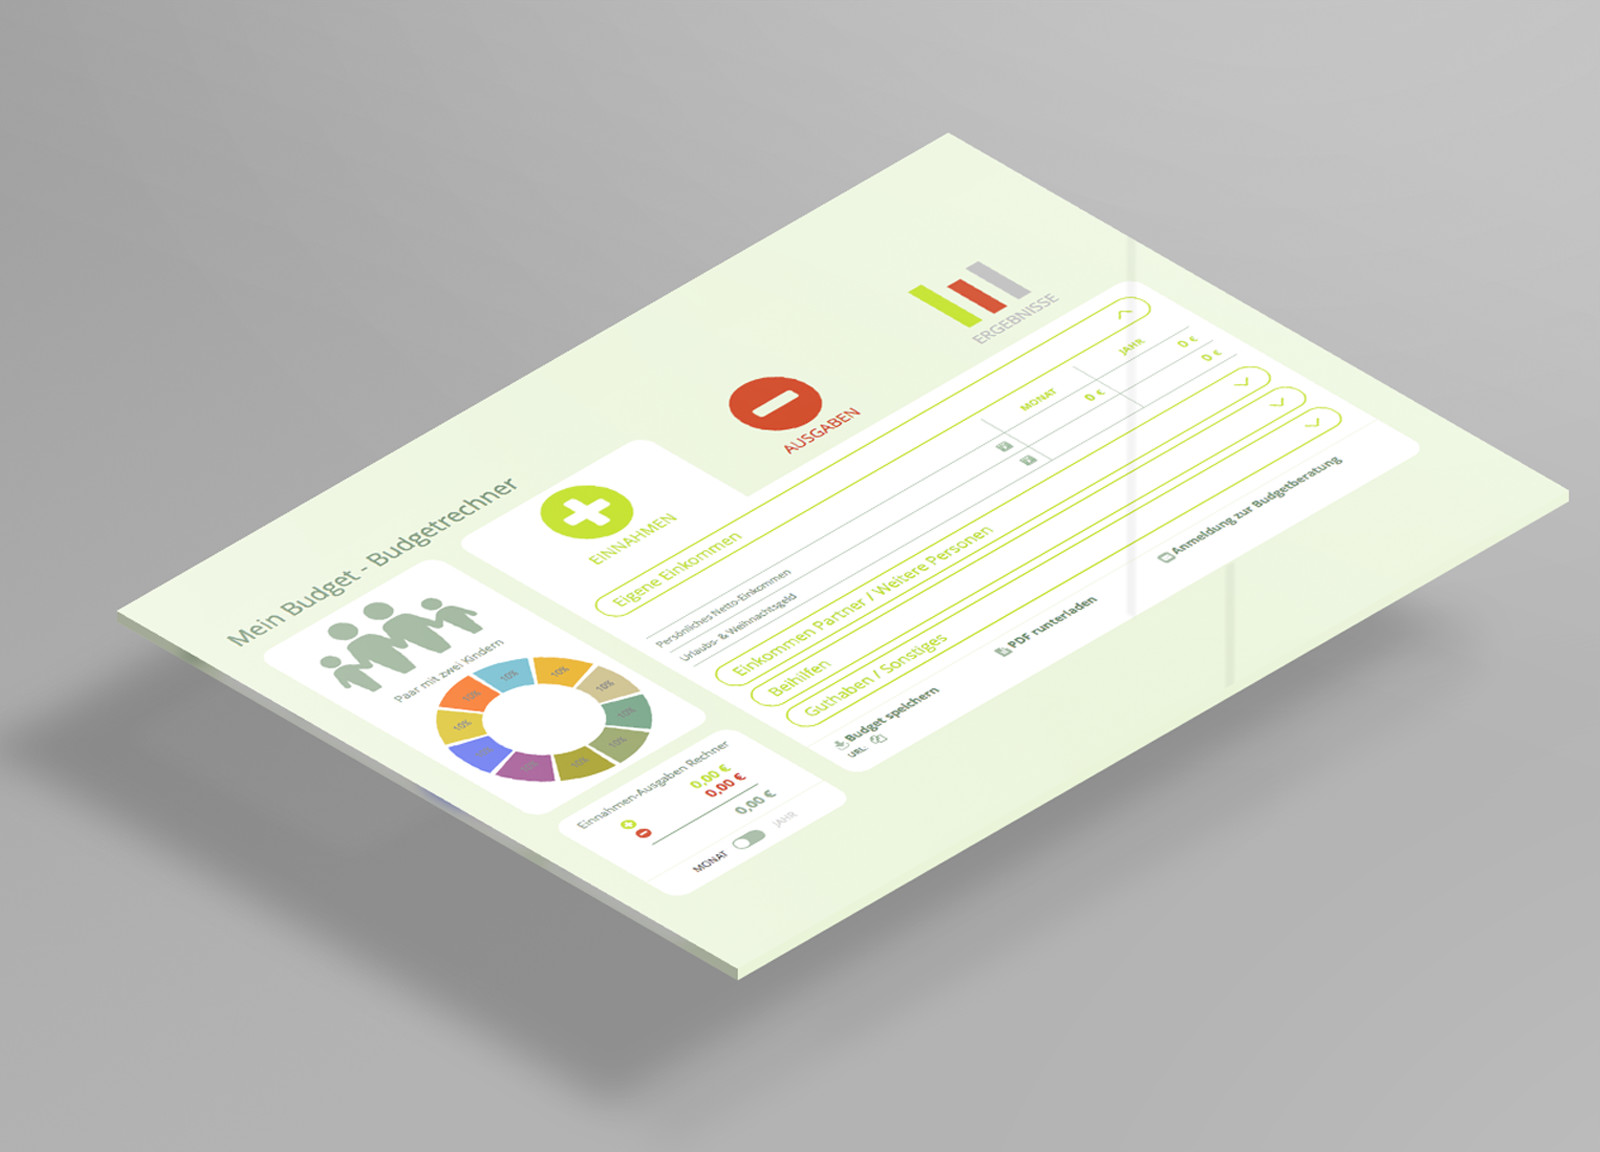 Mein Budget - Budgetrechner
Paar mit zwei Kindern
10%
10%
10%
10%
10%
10%
10%
10%
10%
10%
Einnahmen-Ausgaben Rechner
0,00 €
0,00 €
0,00 €
MONAT
JAHR
EINNAHMEN
AUSGABEN
ERGEBNISSE
Eigene Einkommen
MONAT
JAHR
Persönliches Netto-Einkommen
0 €
0 €
Urlaubs- & Weihnachtsgeld
0 €
Einkommen Partner / Weitere Personen
Beihilfen
Guthaben / Sonstiges
Budget speichern
URL:
PDF runterladen
Anmeldung zur Budgetberatung